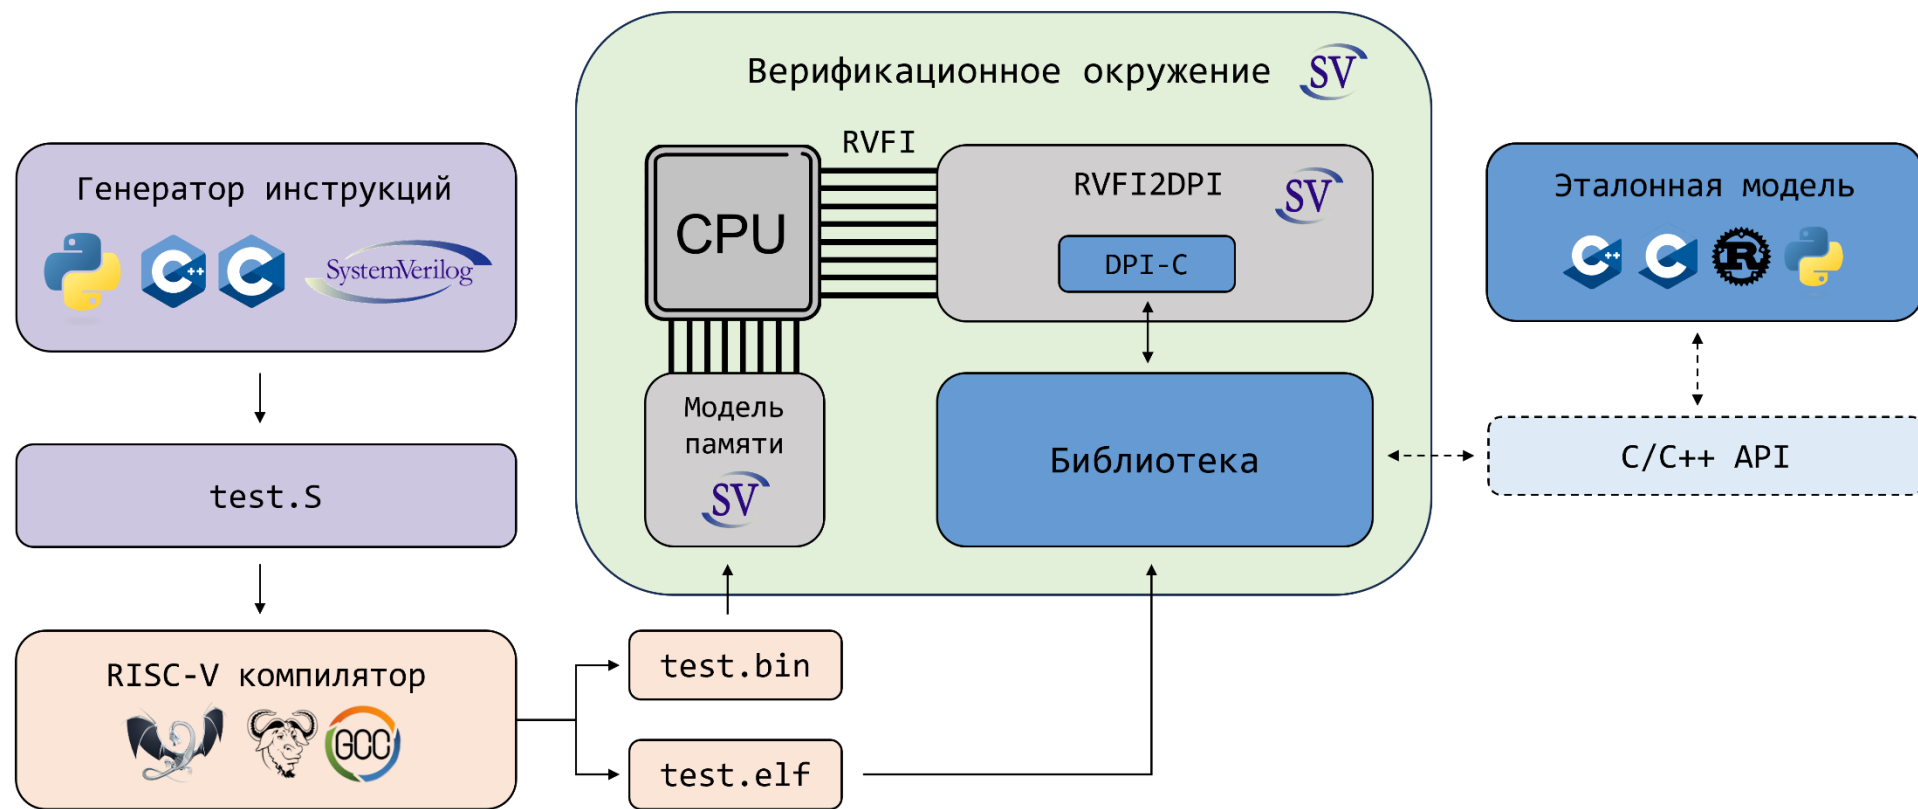 Верификационное окружение
SV
Генератор инструкций
C++
C
SystemVerilog
test.S
RISC-V компилятор
GCC
test.bin
test.elf
CPU
RVFI
RVFI2DPI
SV
DPI-C
Модель
памяти
SV
Библиотека
Эталонная модель
C++
C
R
C/C++ API